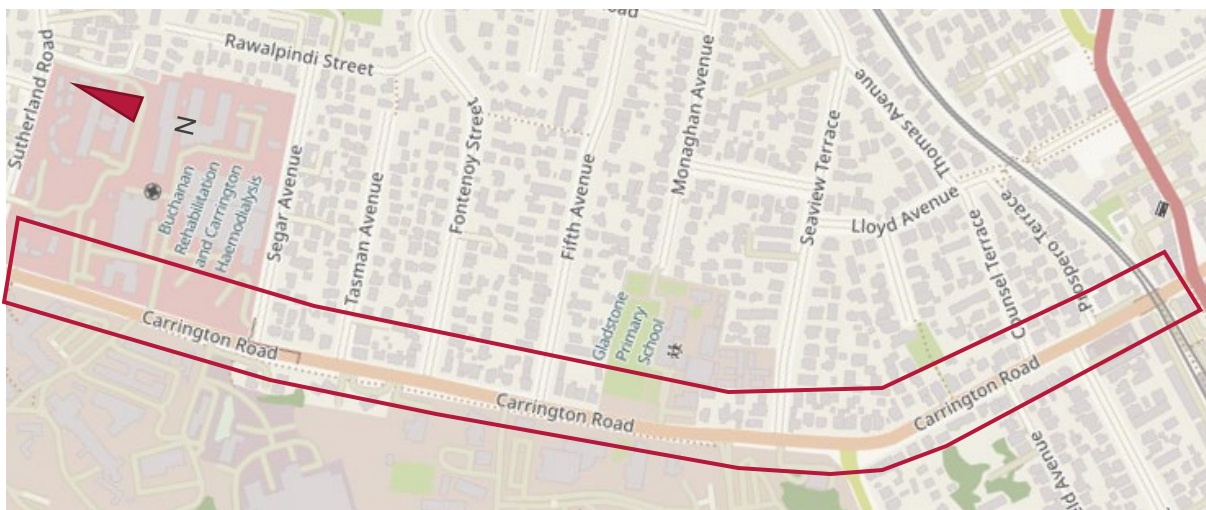 oad
Rawalpindi Street
Sutherland Road
N
Buchanan
Rehabilitation
and Carrington
Haemodialysis
Segar Avenue
Tasman Avenue
Fontenoy Street
Fifth Avenue
Monaghan Avenue
Seaview Terrace
Thomas Avenue
Lloyd Avenue
Counsel Terrace
Prospero Terrace
Gladstone
Primary
School
Carrington Road
Carrington Road
Carrington Road
ld Avenue